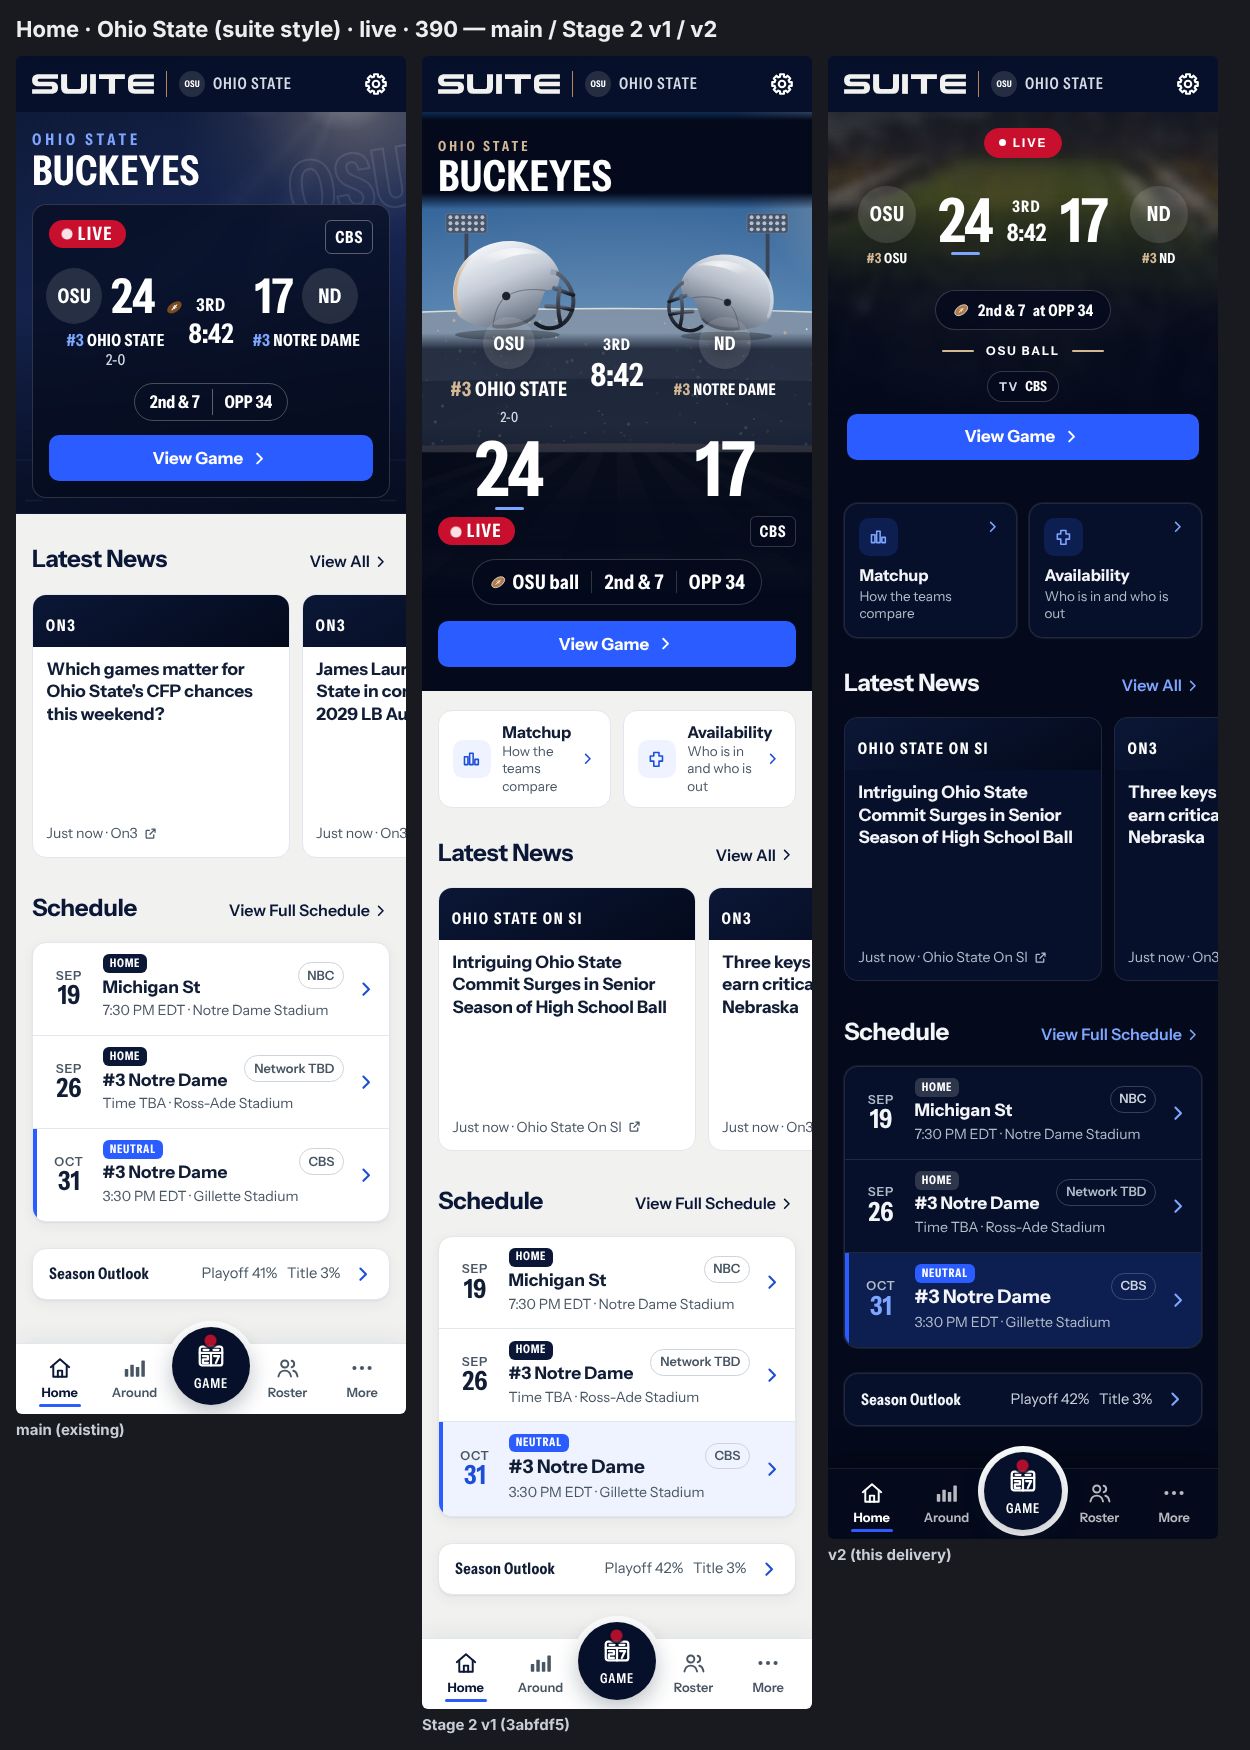 Home · Ohio State (suite style) · live · 390 — main / Stage 2 v1 / v2
SUITE OSU OHIO STATE
OHIO STATE
BUCKEYES
OSU
LIVE
CBS
OSU 24 3RD 17 ND
8:42
#3 OHIO STATE #3 NOTRE DAME
2-0
2nd & 7 OPP 34
View Game
Latest News View All
ON3
Which games matter for
Ohio State's CFP chances
this weekend?
Just now · On3
James Laur
State in cor
2029 LB Au
Just now · On3
Schedule View Full Schedule
SEP 19
HOME
Michigan St
NBC
7:30 PM EDT · Notre Dame Stadium
SEP 26
HOME
#3 Notre Dame
Network TBD
Time TBA · Ross-Ade Stadium
OCT 31
NEUTRAL
#3 Notre Dame
CBS
3:30 PM EDT · Gillette Stadium
Season Outlook Playoff 41% Title 3%
Home Around GAME Roster More
main (existing)
SUITE OSU OHIO STATE
OHIO STATE
BUCKEYES
OSU 3RD ND
8:42
#3 OHIO STATE #3 NOTRE DAME
2-0
24 17
LIVE
CBS
OSU ball 2nd & 7 OPP 34
View Game
Matchup
How the
teams
compare
Availability
Who is in
and who is
out
Latest News View All
OHIO STATE ON SI
Intriguing Ohio State
Commit Surges in Senior
Season of High School Ball
Just now · Ohio State On SI
ON3
Three keys
earn critica
Nebraska
Just now · On3
Schedule View Full Schedule
SEP 19
HOME
Michigan St
NBC
7:30 PM EDT · Notre Dame Stadium
SEP 26
HOME
#3 Notre Dame
Network TBD
Time TBA · Ross-Ade Stadium
OCT 31
NEUTRAL
#3 Notre Dame
CBS
3:30 PM EDT · Gillette Stadium
Season Outlook Playoff 42% Title 3%
Home Around GAME Roster More
Stage 2 v1 (3abfdf5)
SUITE OSU OHIO STATE
LIVE
OSU 24 3RD 17 ND
8:42
#3 OSU #3 ND
2nd & 7 at OPP 34
OSU BALL
TV CBS
View Game
Matchup
How the teams
compare
Availability
Who is in and who is
out
Latest News View All
OHIO STATE ON SI
Intriguing Ohio State
Commit Surges in Senior
Season of High School Ball
Just now · Ohio State On SI
ON3
Three keys
earn critica
Nebraska
Just now · On3
Schedule View Full Schedule
SEP 19
HOME
Michigan St
NBC
7:30 PM EDT · Notre Dame Stadium
SEP 26
HOME
#3 Notre Dame
Network TBD
Time TBA · Ross-Ade Stadium
OCT 31
NEUTRAL
#3 Notre Dame
CBS
3:30 PM EDT · Gillette Stadium
Season Outlook Playoff 42% Title 3%
Home Around GAME Roster More
v2 (this delivery)